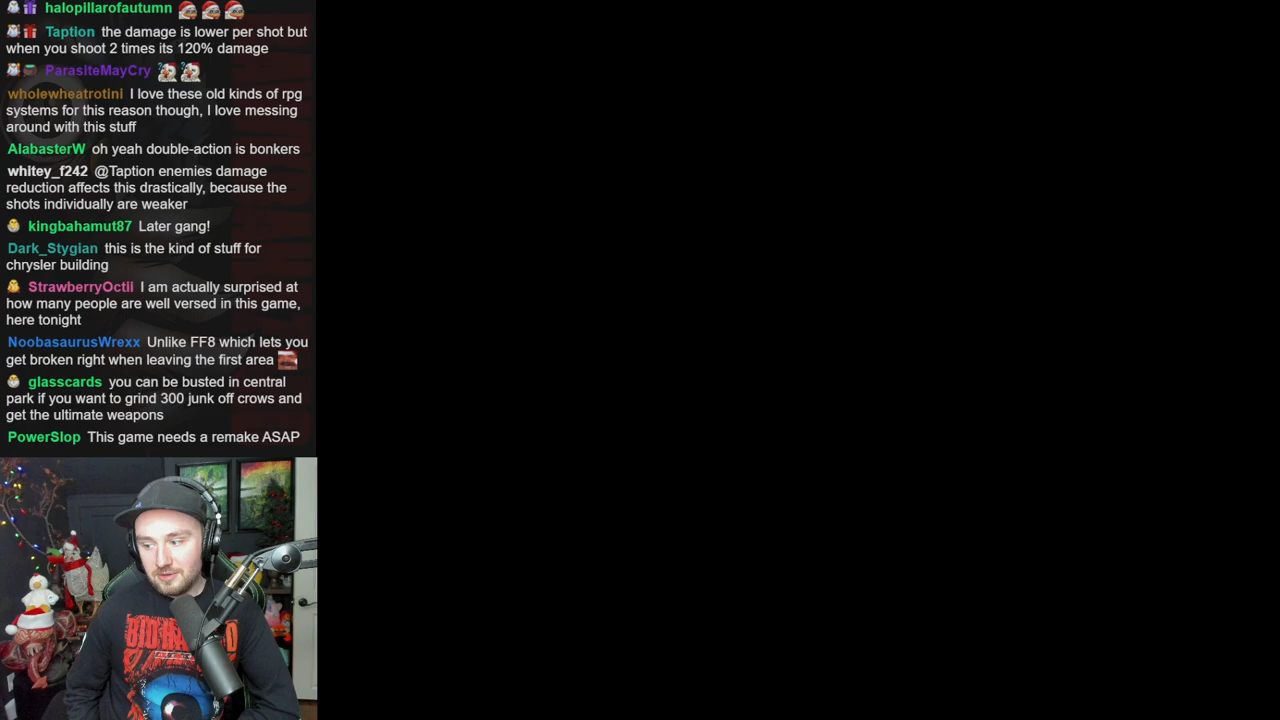 halopillarofautumn
Taption the damage is lower per shot but
when you shoot 2 times its 120% damage
ParasiteMayCry
wholewheatrotini I love these old kinds of rpg
systems for this reason though, I love messing
around with this stuff
AlabasterW oh yeah double-action is bonkers
whitey_f242 @Taption enemies damage
reduction affects this drastically, because the
shots individually are weaker
kingbahamut87 Later gang!
Dark_Stygian this is the kind of stuff for
chrysler building
StrawberryOctii I am actually surprised at
how many people are well versed in this game,
here tonight
NoobasaurusWrexx Unlike FF8 which lets you
get broken right when leaving the first area
glasscards you can be busted in central
park if you want to grind 300 junk off crows and
get the ultimate weapons
PowerSlop This game needs a remake ASAP